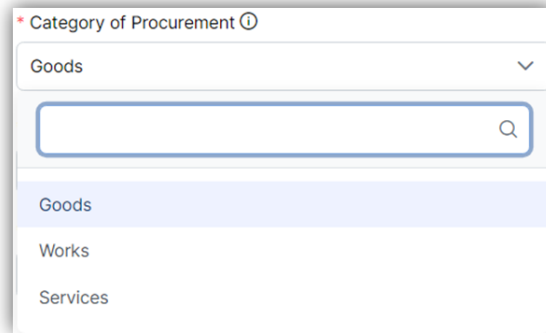 * Category of Procurement
Goods
Goods
Works
Services